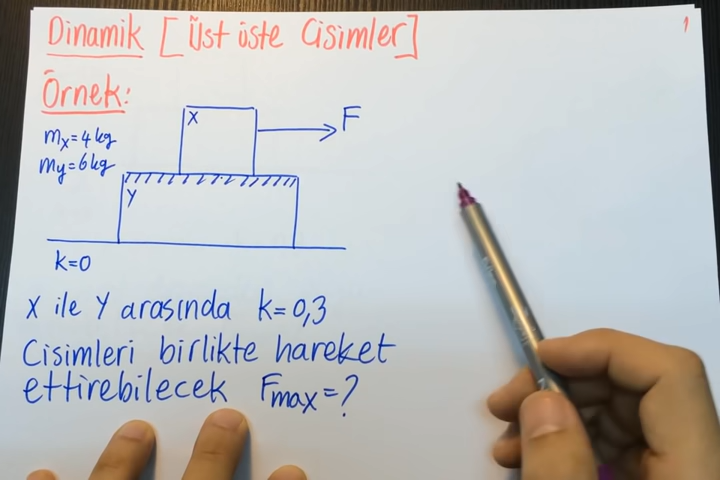 Dinamik [Üst üste Cisimler]
1
Örnek:
mx=4kg
my=6kg
X
F
Y
k=0
X ile Y arasında k=0,3
Cisimleri birlikte hareket
ettirebilecek Fmax=?